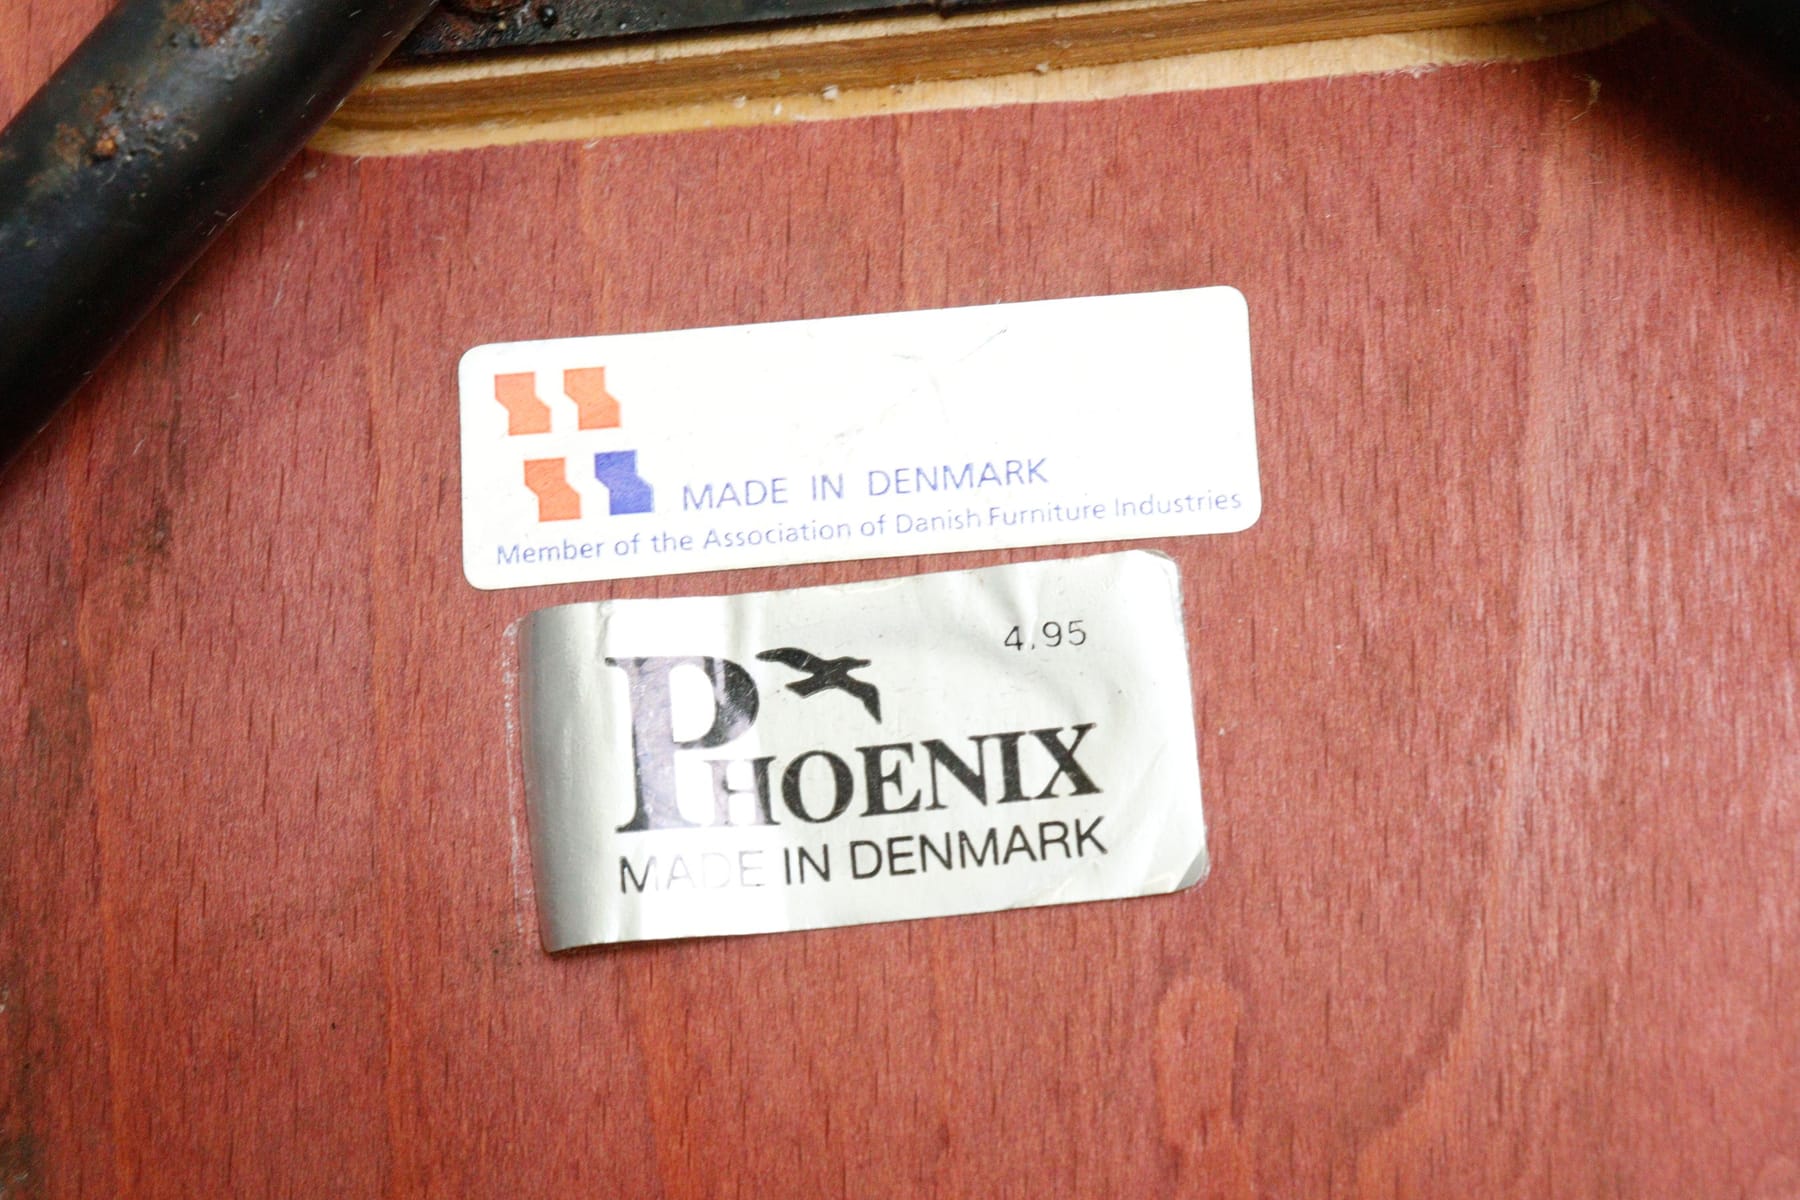 MADE IN DENMARK
Member of the Association of Danish Furniture Industries
4.95
PHOENIX
MADE IN DENMARK